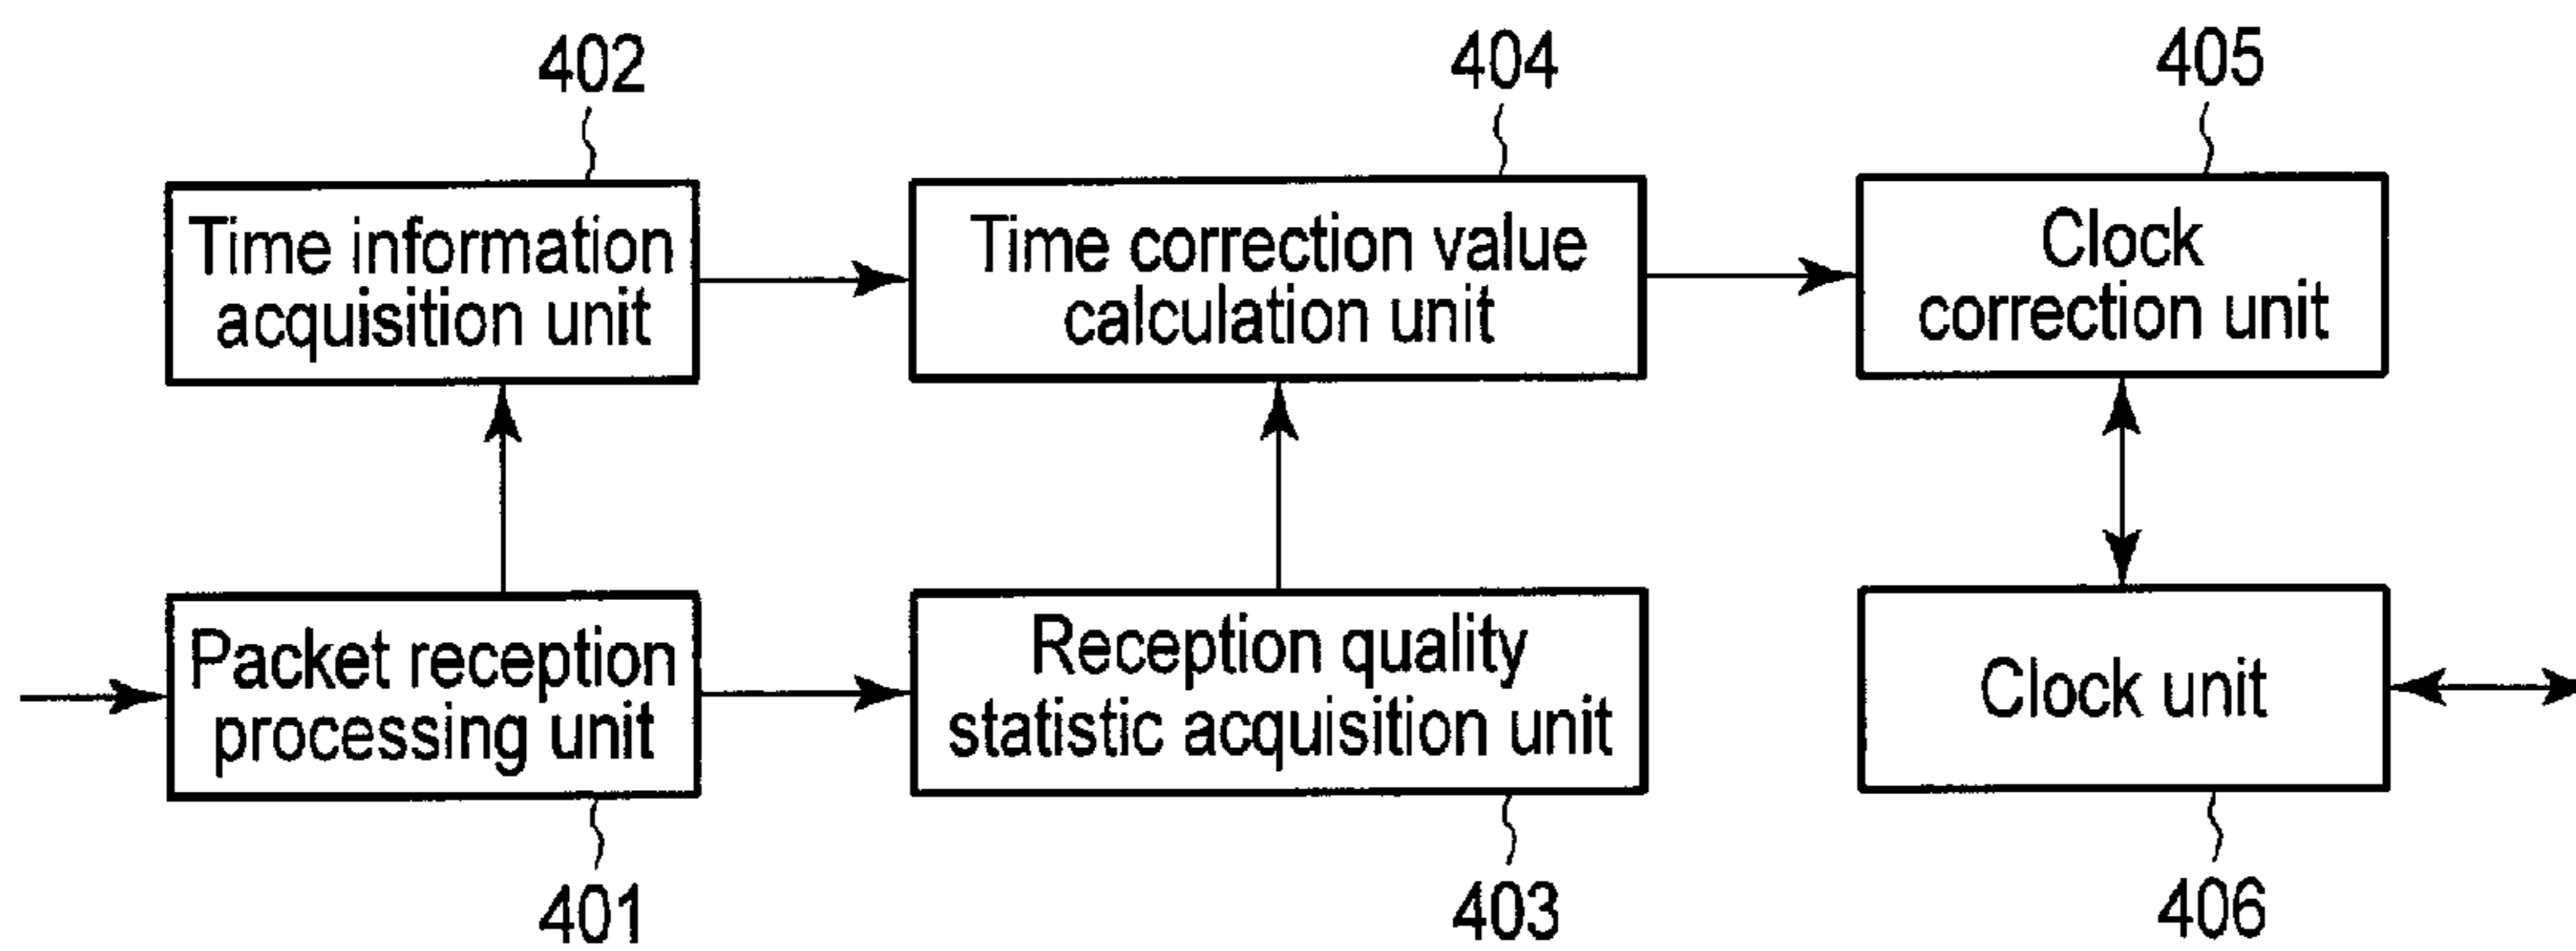 402
404
405
Time information
acquisition unit
Time correction value
calculation unit
Clock
correction unit
Packet reception
processing unit
Reception quality
statistic acquisition unit
Clock unit
401
403
406